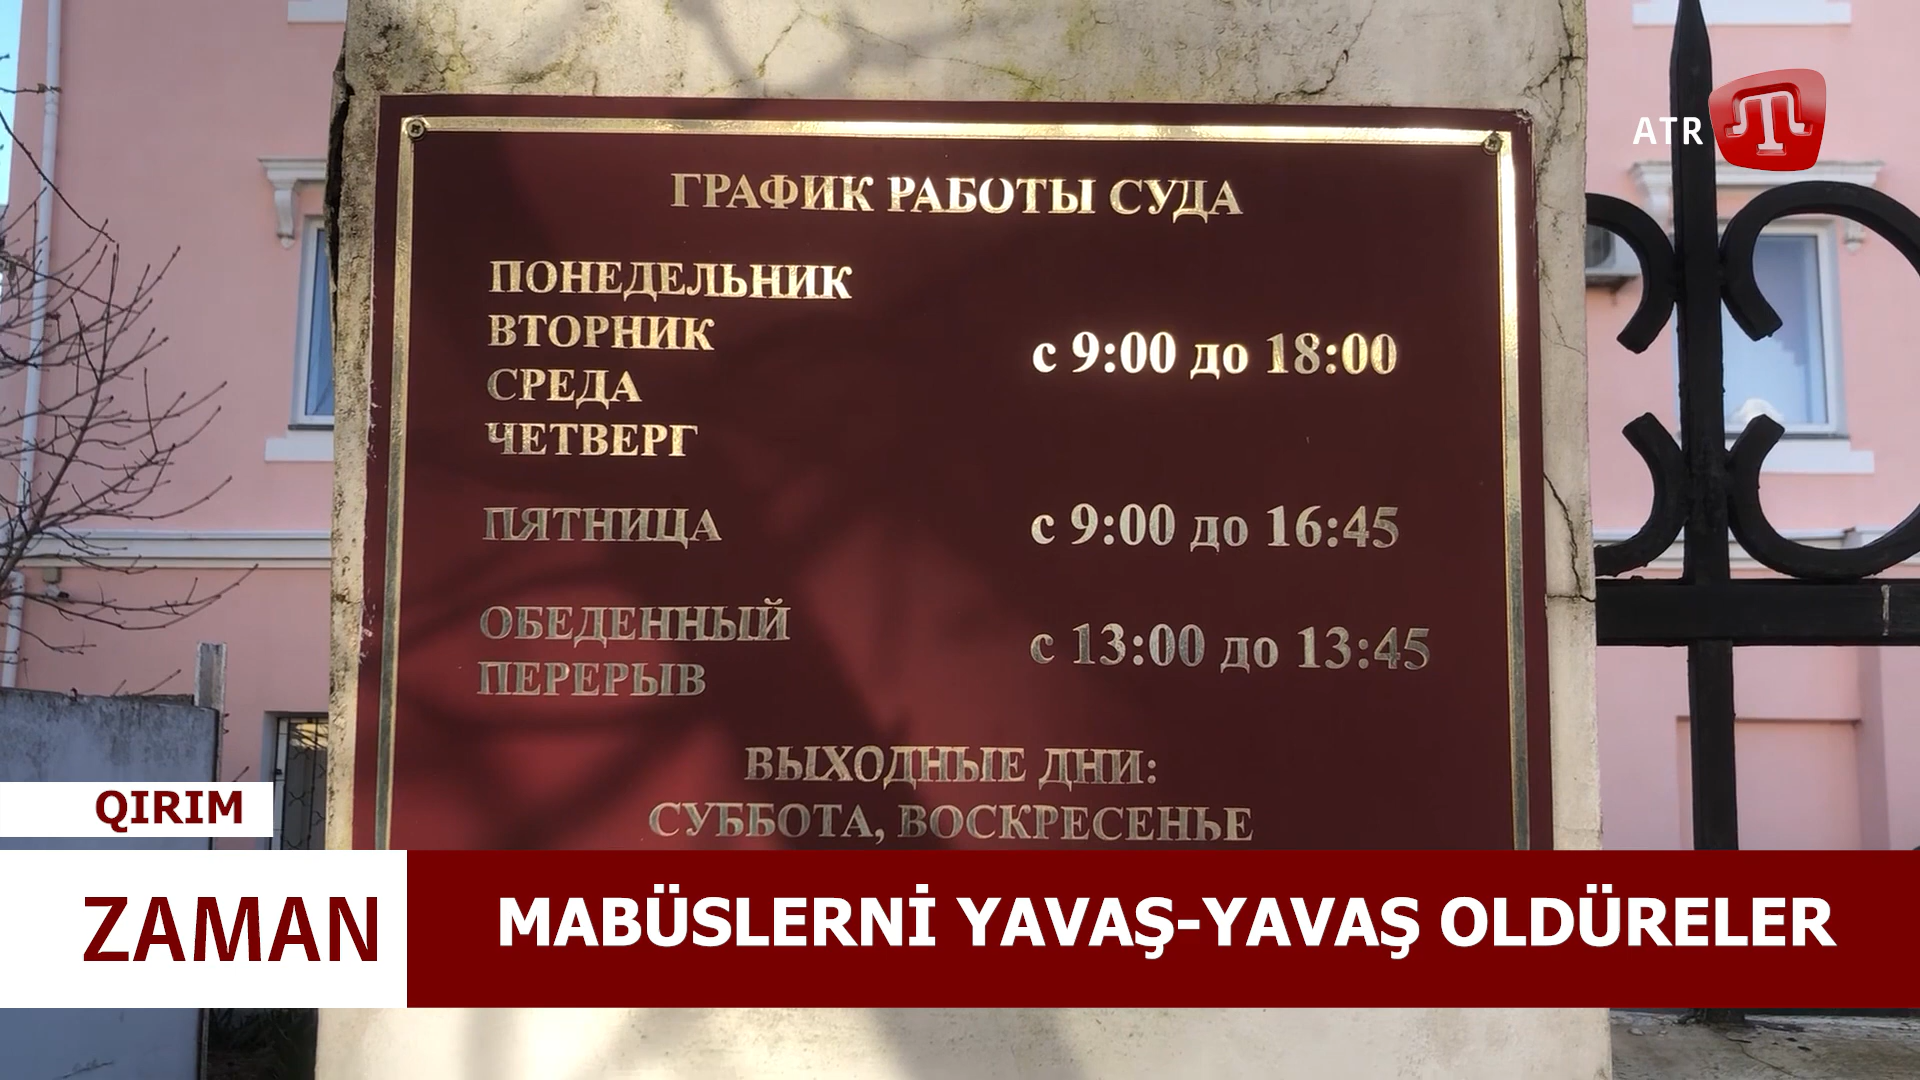 ATR
ГРАФИК РАБОТЫ СУДА
ПОНЕДЕЛЬНИК
ВТОРНИК
СРЕДА
ЧЕТВЕРГ
с 9:00 до 18:00
ПЯТНИЦА
с 9:00 до 16:45
ОБЕДЕННЫЙ
ПЕРЕРЫВ
с 13:00 до 13:45
ВЫХОДНЫЕ ДНИ:
СУББОТА, ВОСКРЕСЕНЬЕ
QIRIM
ZAMAN
MABÜSLERNİ YAVAŞ-YAVAŞ OLDÜRELER